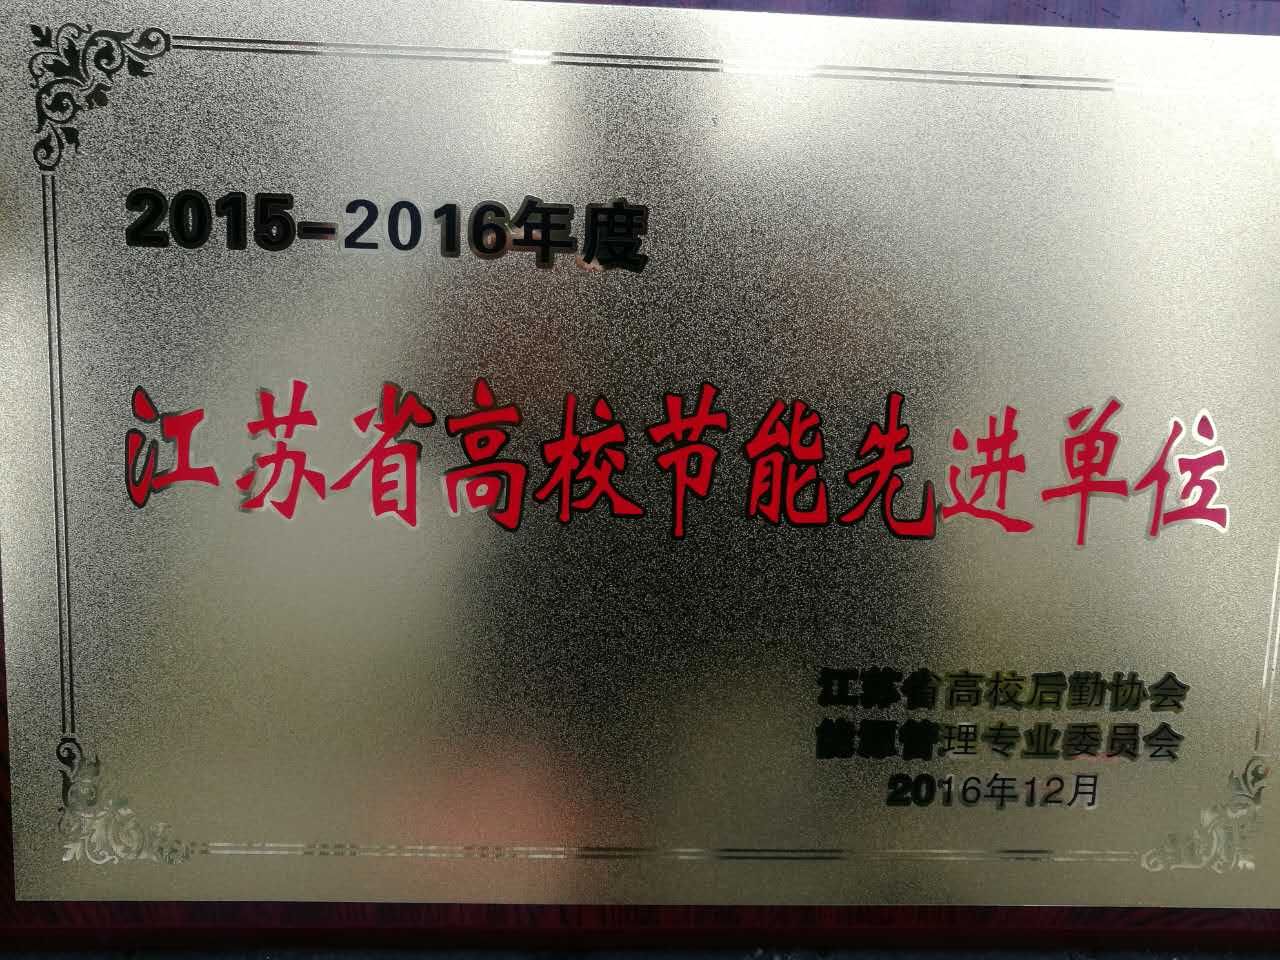 2015-2016年度
江苏省高校节能先进单位
江苏省高校后勤协会
能源管理专业委员会
2016年12月